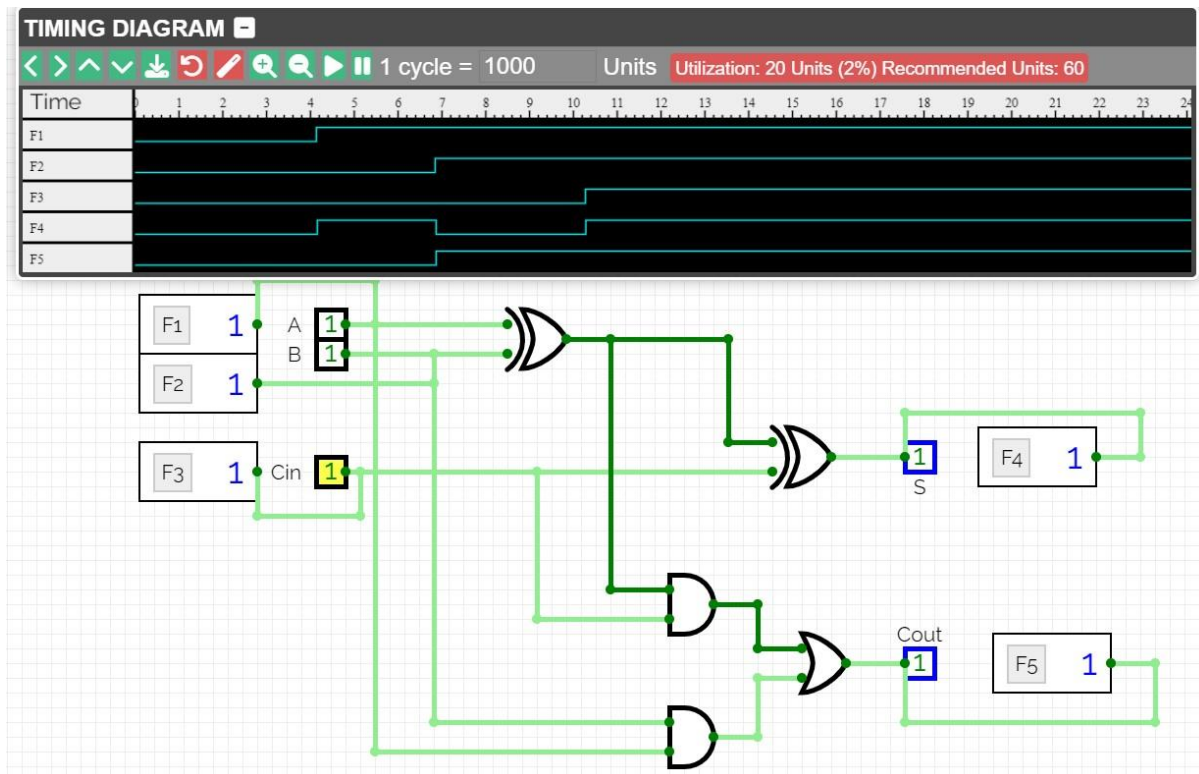 TIMING DIAGRAM
1 cycle = 1000 Units Utilization: 20 Units (2%) Recommended Units: 60
Time 1 2 3 4 5 6 7 8 9 10 11 12 13 14 15 16 17 18 19 20 21 22 23 24
F1
F2
F3
F4
F5
F1 1 A 1
B 1
F2 1
F3 1 Cin 1
1 F4 1
S
Cout
1 F5 1